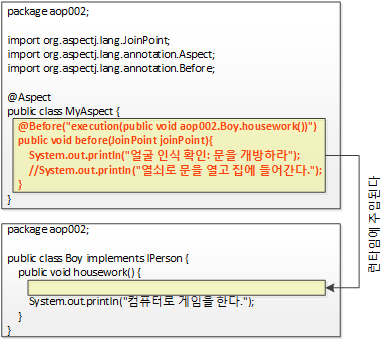 package aop002;
import org.aspectj.lang.JoinPoint;
import org.aspectj.lang.annotation.Aspect;
import org.aspectj.lang.annotation.Before;
@Aspect
public class MyAspect {
@Before("execution(public void aop002.Boy.housework())")
public void before(JoinPoint joinPoint){
System.out.println("얼굴 인식 확인: 문을 개방하라");
//System.out.println("열쇠로 문을 열고 집에 들어간다.");
}
}
런타임에 주입된다
package aop002;
public class Boy implements IPerson {
public void housework() {
System.out.println("컴퓨터로 게임을 한다.");
}
}